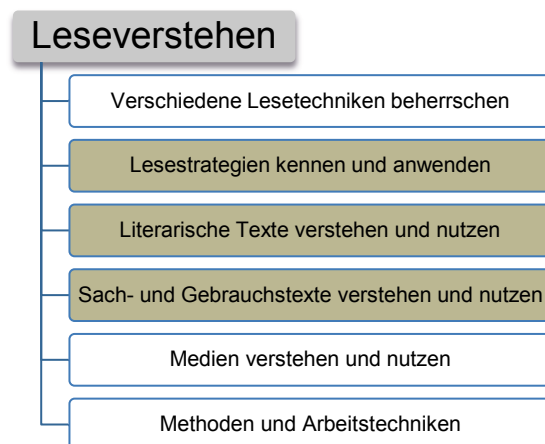 Leseverstehen
Verschiedene Lesetechniken beherrschen
Lesestrategien kennen und anwenden
Literarische Texte verstehen und nutzen
Sach- und Gebrauchstexte verstehen und nutzen
Medien verstehen und nutzen
Methoden und Arbeitstechniken